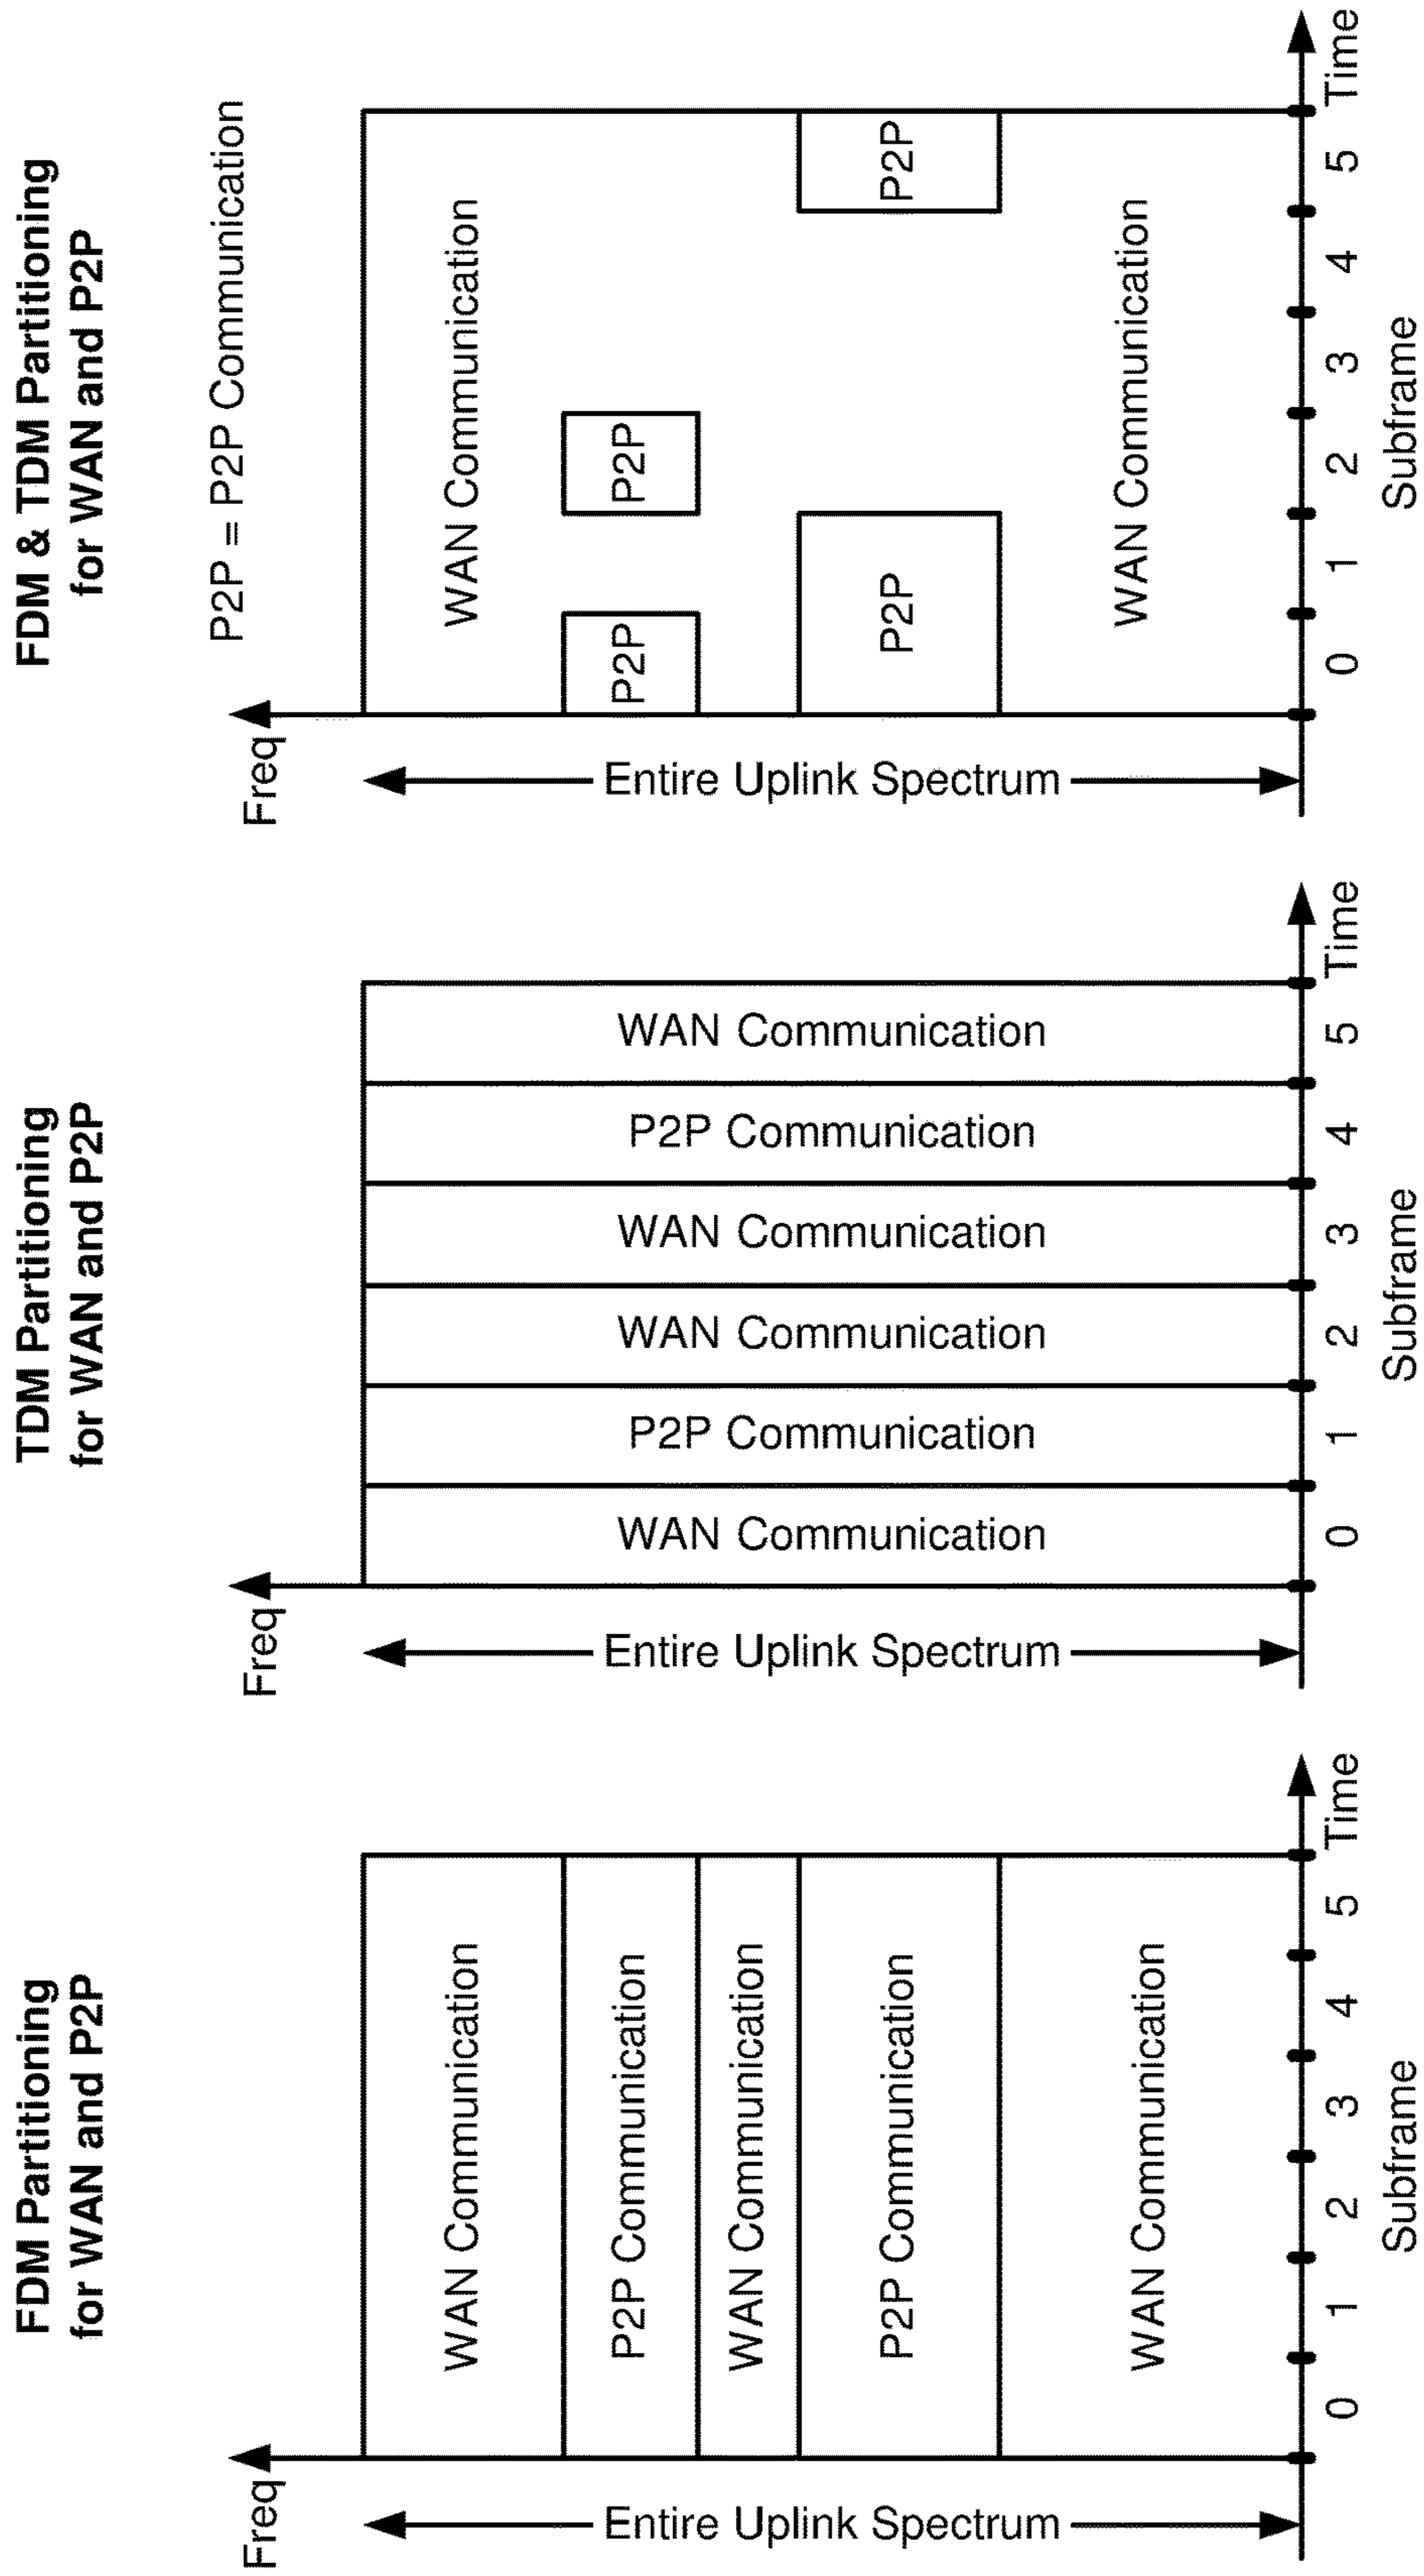 FDM Partitioning
for WAN and P2P
Freq
Entire Uplink Spectrum
WAN Communication
P2P Communication
WAN Communication
P2P Communication
WAN Communication
0 1 2 3 4 5 Time
Subframe
TDM Partitioning
for WAN and P2P
Freq
Entire Uplink Spectrum
WAN Communication
P2P Communication
WAN Communication
WAN Communication
P2P Communication
WAN Communication
0 1 2 3 4 5 Time
Subframe
FDM & TDM Partitioning
for WAN and P2P
P2P = P2P Communication
Freq
Entire Uplink Spectrum
WAN Communication
P2P P2P
P2P P2P
WAN Communication
0 1 2 3 4 5 Time
Subframe